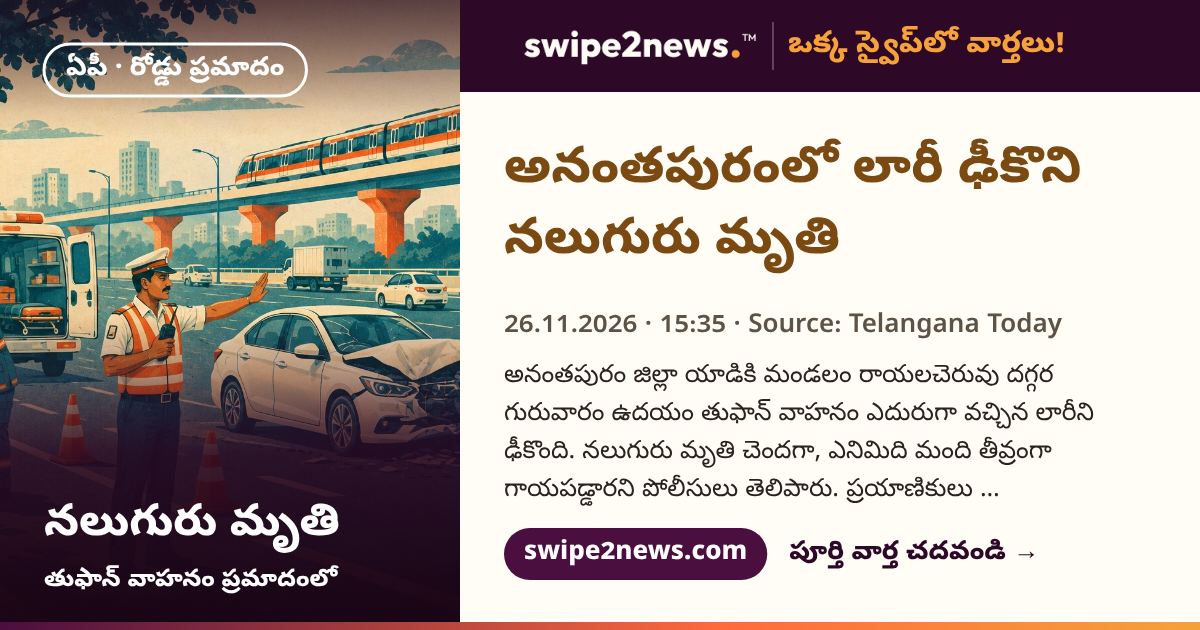 ఏపీ · రోడ్డు ప్రమాదం
నలుగురు మృతి
తుఫాన్ వాహనం ప్రమాదంలో
swipe2news.™
ఒక్క స్వైప్‌లో వార్తలు!
అనంతపురంలో లారీ ఢీకొని
నలుగురు మృతి
26.11.2026 · 15:35 · Source: Telangana Today
అనంతపురం జిల్లా యాడికి మండలం రాయలచెరువు దగ్గర
గురువారం ఉదయం తుఫాన్ వాహనం ఎదురుగా వచ్చిన లారీని
ఢీకొంది. నలుగురు మృతి చెందగా, ఎనిమిది మంది తీవ్రంగా
గాయపడ్డారని పోలీసులు తెలిపారు. ప్రయాణికులు ...
swipe2news.com
పూర్తి వార్త చదవండి →